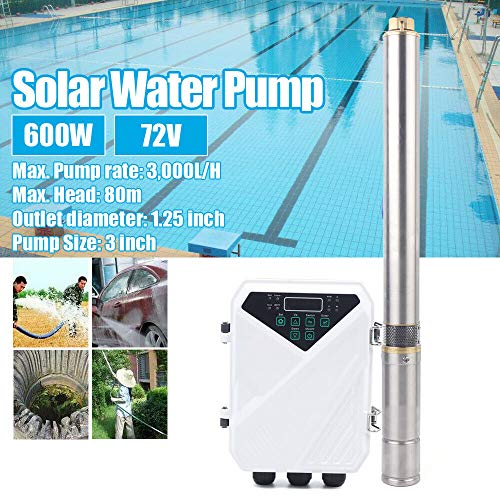 Solar Water Pump
600W 72V
Max. Pump rate: 3,000L/H
Max. Head: 80m
Outlet diameter: 1.25 inch
Pump Size: 3 inch